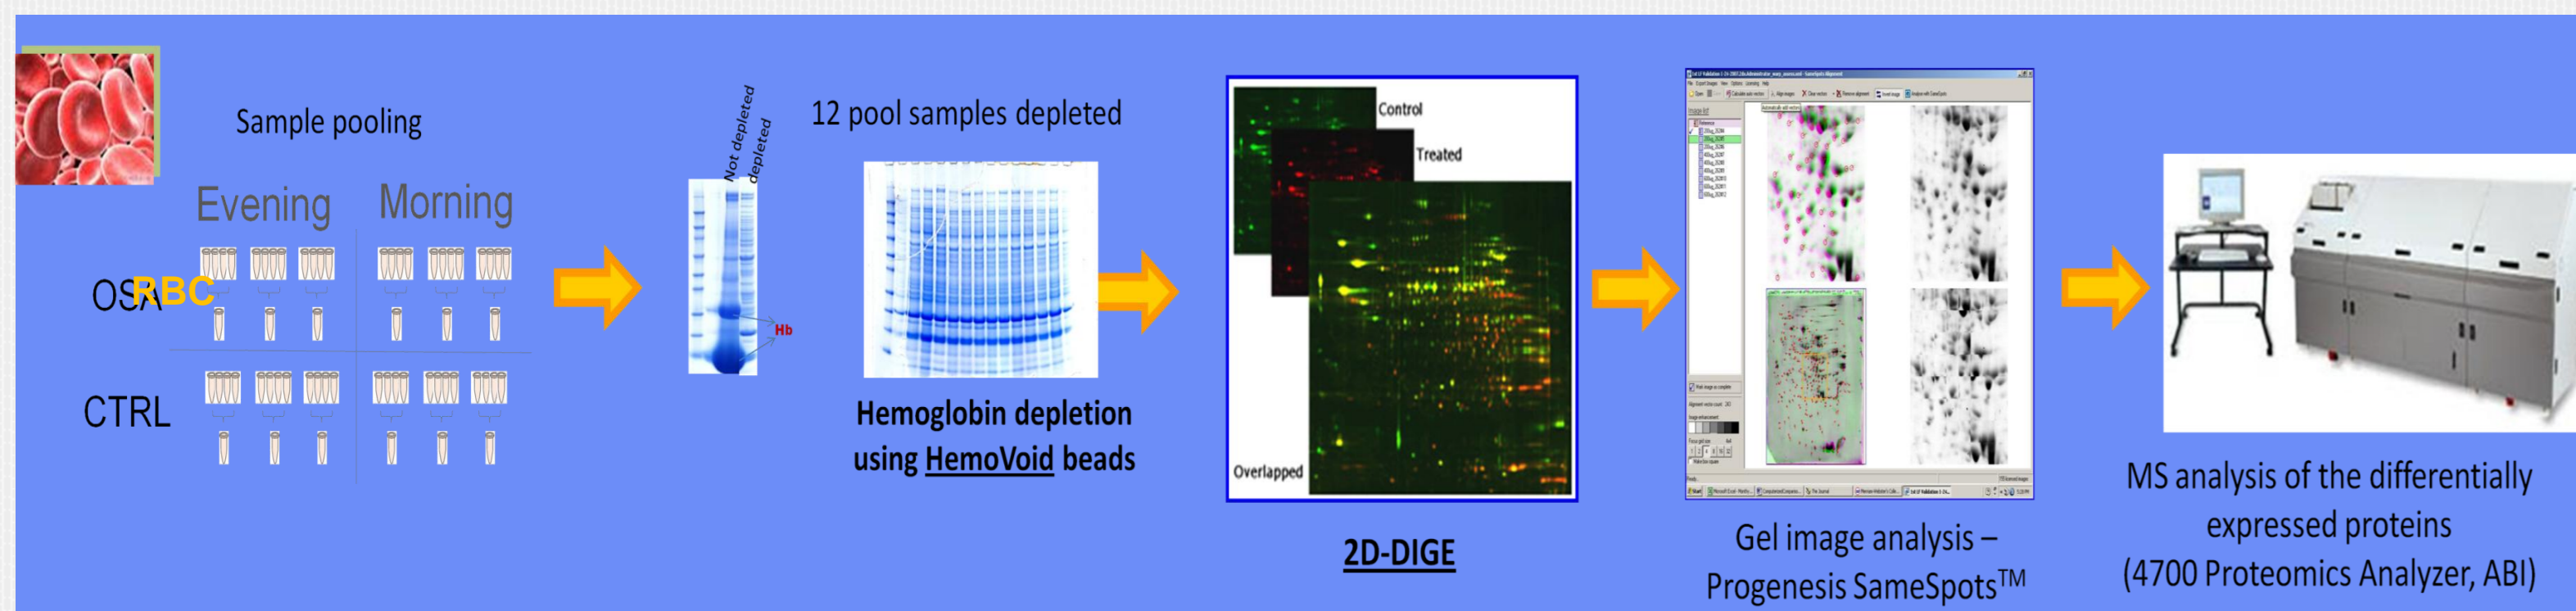 Sample pooling
Evening
Morning
OSA
RBC
CTRL
Not depleted
depleted
Hb
12 pool samples depleted
Hemoglobin depletion
using HemoVoid beads
Control
Treated
Overlapped
2D-DIGE
Gel image analysis –
Progenesis SameSpots™
MS analysis of the differentially
expressed proteins
(4700 Proteomics Analyzer, ABI)